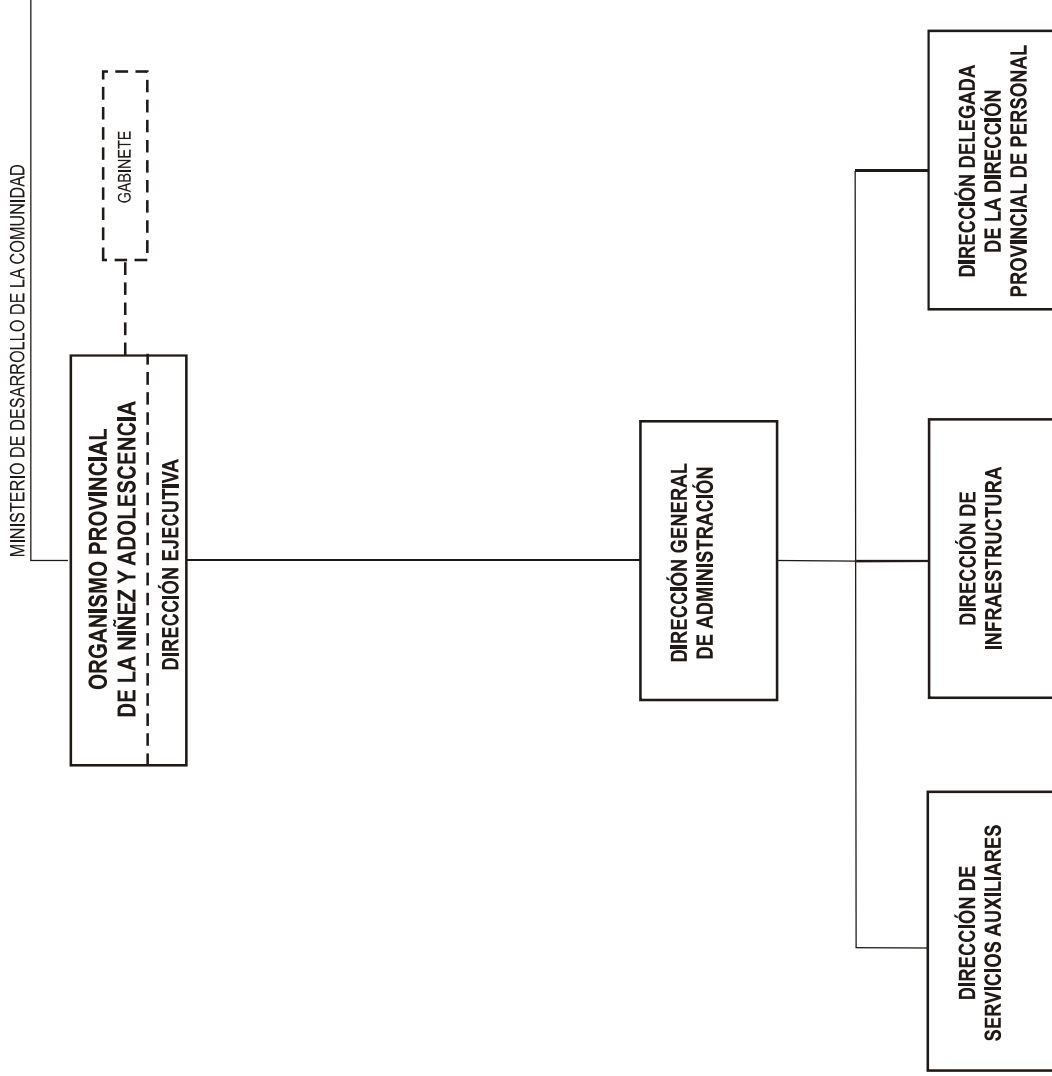 MINISTERIO DE DESARROLLO DE LA COMUNIDAD
ORGANISMO PROVINCIAL
DE LA NIÑEZ Y ADOLESCENCIA
DIRECCIÓN EJECUTIVA
GABINETE
DIRECCIÓN GENERAL
DE ADMINISTRACIÓN
DIRECCIÓN DE
SERVICIOS AUXILIARES
DIRECCIÓN DE
INFRAESTRUCTURA
DIRECCIÓN DELEGADA
DE LA DIRECCIÓN
PROVINCIAL DE PERSONAL